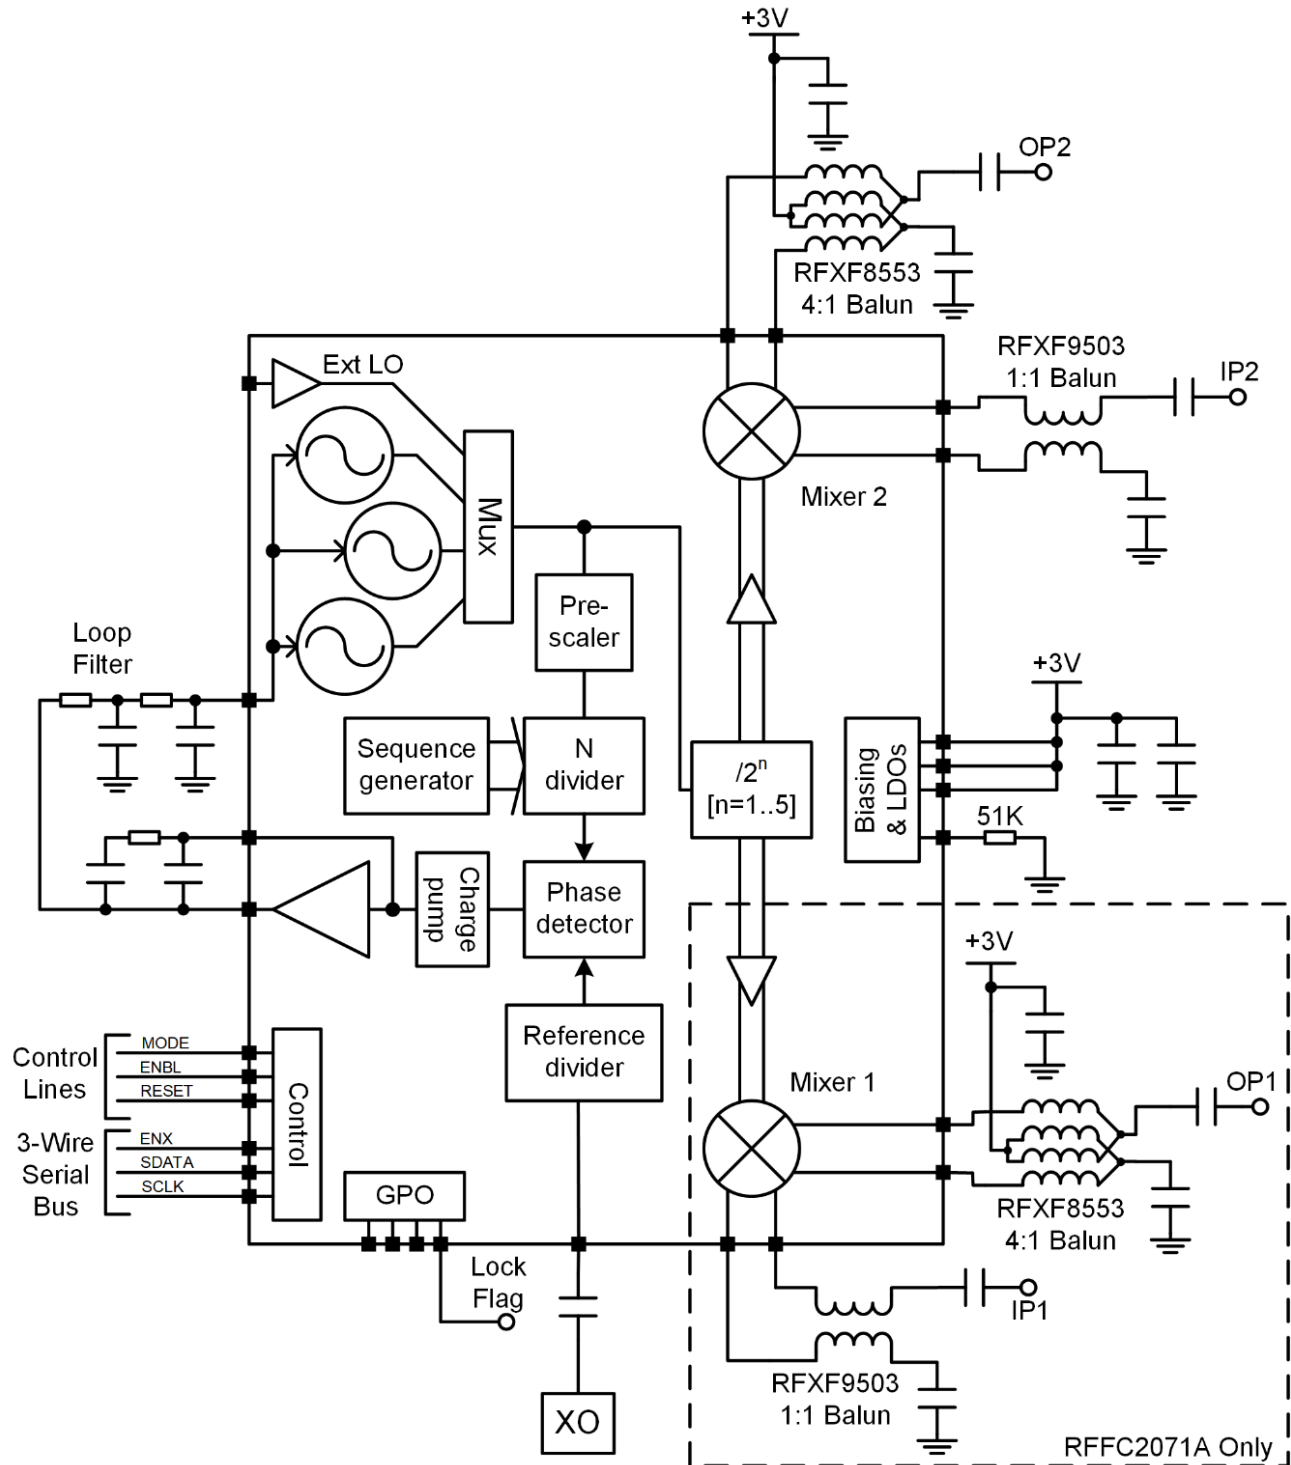 +3V
OP2
RFXF8553
4:1 Balun
RFXF9503
1:1 Balun
IP2
Ext LO
Mux
Mixer 2
Pre-
scaler
Loop
Filter
+3V
Sequence
generator
N
divider
/2ⁿ
[n=1..5]
Biasing
& LDOs
51K
Charge
pump
Phase
detector
+3V
Reference
divider
Control
Lines
MODE
ENBL
RESET
3-Wire
Serial
Bus
ENX
SDATA
SCLK
Control
Mixer 1
OP1
RFXF8553
4:1 Balun
GPO
Lock
Flag
IP1
RFXF9503
1:1 Balun
XO
RFFC2071A Only